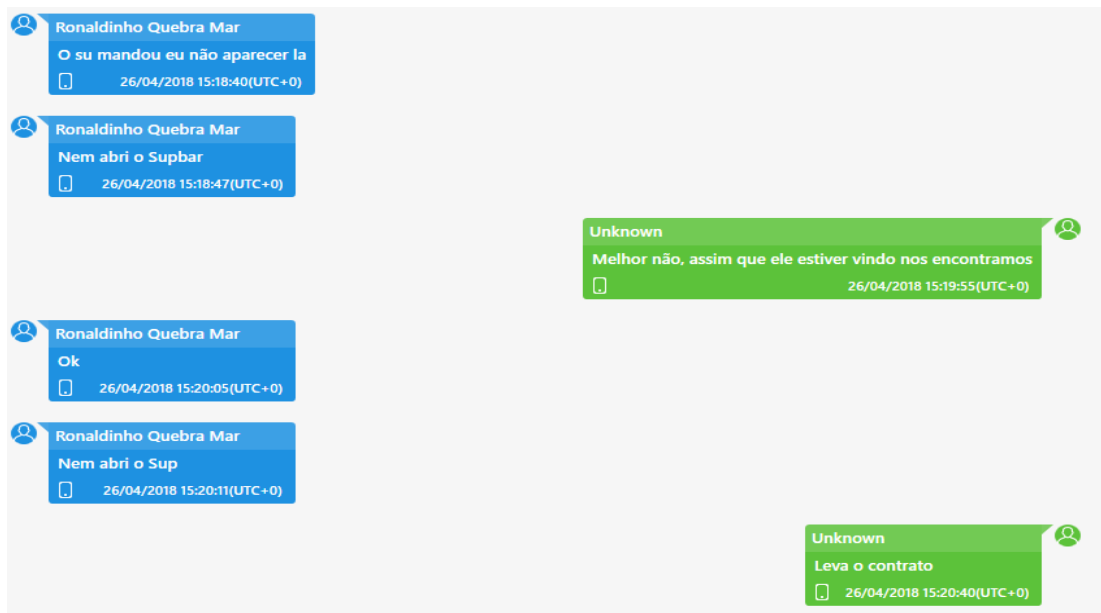 Ronaldinho Quebra Mar
O su mandou eu não aparecer la
26/04/2018 15:18:40(UTC+0)
Ronaldinho Quebra Mar
Nem abri o Supbar
26/04/2018 15:18:47(UTC+0)
Unknown
Melhor não, assim que ele estiver vindo nos encontramos
26/04/2018 15:19:55(UTC+0)
Ronaldinho Quebra Mar
Ok
26/04/2018 15:20:05(UTC+0)
Ronaldinho Quebra Mar
Nem abri o Sup
26/04/2018 15:20:11(UTC+0)
Unknown
Leva o contrato
26/04/2018 15:20:40(UTC+0)